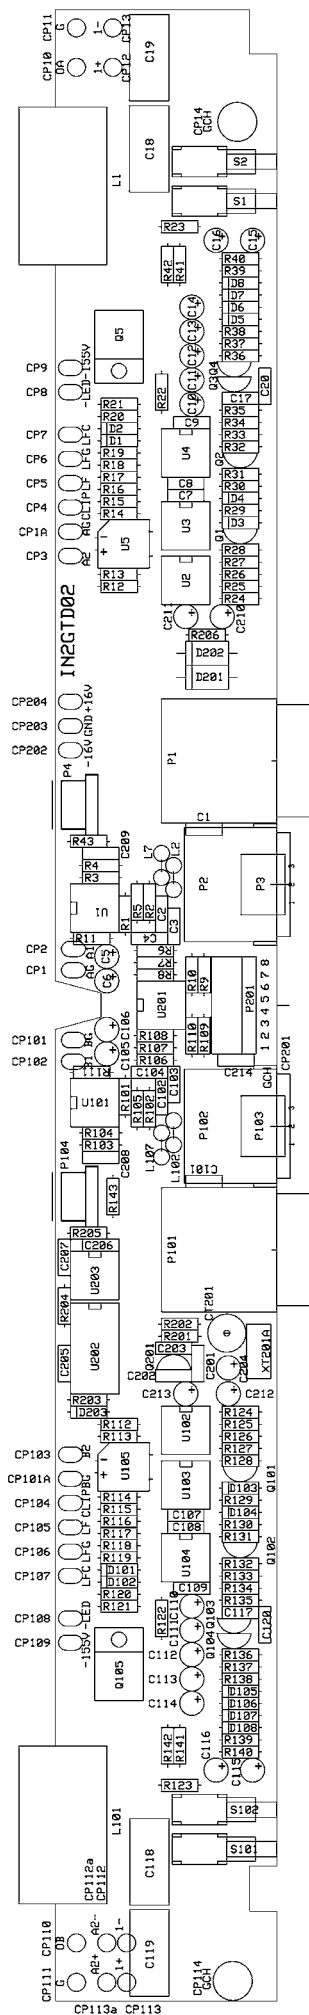 CP11 G 1- CP13
CP10 OA 1+ CP12
C19
C18
CP14 GCH
L1
S2
S1
R23
R42 R41
C16 C15
R40
R39
D8
D7
D6
D5
R38
R37
R36
C14
C13
C12
C11
C10
C9
Q5
R22
Q3 Q4
C20
C17
CP9 -155V
CP8 -LED
CP7 LFC
CP6 LFG
CP5 LF
CP4 CLIP
CP1A AG
CP3 A2
R21
R20
D2
D1
R19
R18
R17
R16
R15
R14
U5
R13
R12
U4
C8
C7
U3
U2
R35
R34
R33
R32
Q2
R31
R30
D4
R29
D3
Q1
R28
R27
R26
R25
R24
C211 C210
R206
D202
D201
IN2GTD02
CP204 +16V
CP203 GND
CP202 -16V
P4
P1
C1
R43
R4
R3
C209
U1
R1
R11
L7 L2
R5
R2
C2
C3
C4
P2
P3
1 2 3
CP2 A1
CP1 AG
C5
C6
R6
R7
R8
U201
R10 R9
P201
1 2 3 4 5 6 7 8
CP201
CP101 BG
CP102 B1
C106
C105
R108
R107
R106
R110 R109
C214
GCH
R111
C104
C103
U101
R101
R105
R102
C102
R104
R103
C208
L107 L102
P102
P103
1 2 3
C101
P104
R143
P101
R205
C206
C207
U203
R204
C205
U202
R203
D203
R202
R201
C203
Q201
C202
C201
CT201
C204
XT201A
C213 C212
CP103 B2
CP101A BG
CP104 CLIP
CP105 LF
CP106 LFG
CP107 LFC
CP108 -LED
CP109 -155V
R112
R113
U105
R114
R115
R116
R117
R118
R119
D101
D102
R120
R121
Q105
U102
U103
C107
C108
U104
C109
R122
C110
C111
C112
C113
C114
R124
R125
R126
R127
R128
Q101
D103
R129
D104
R130
R131
Q102
R132
R133
R134
R135
C117
C120
Q103
Q104
R136
R137
R138
D105
D106
D107
D108
R139
R140
R142 R141
C116 C115
R123
L101
CP112a
CP112
S102
S101
C118
C119
CP110 OB A2- 1-
CP111 G A2+ 1+
CP114 GCH
CP113a CP113